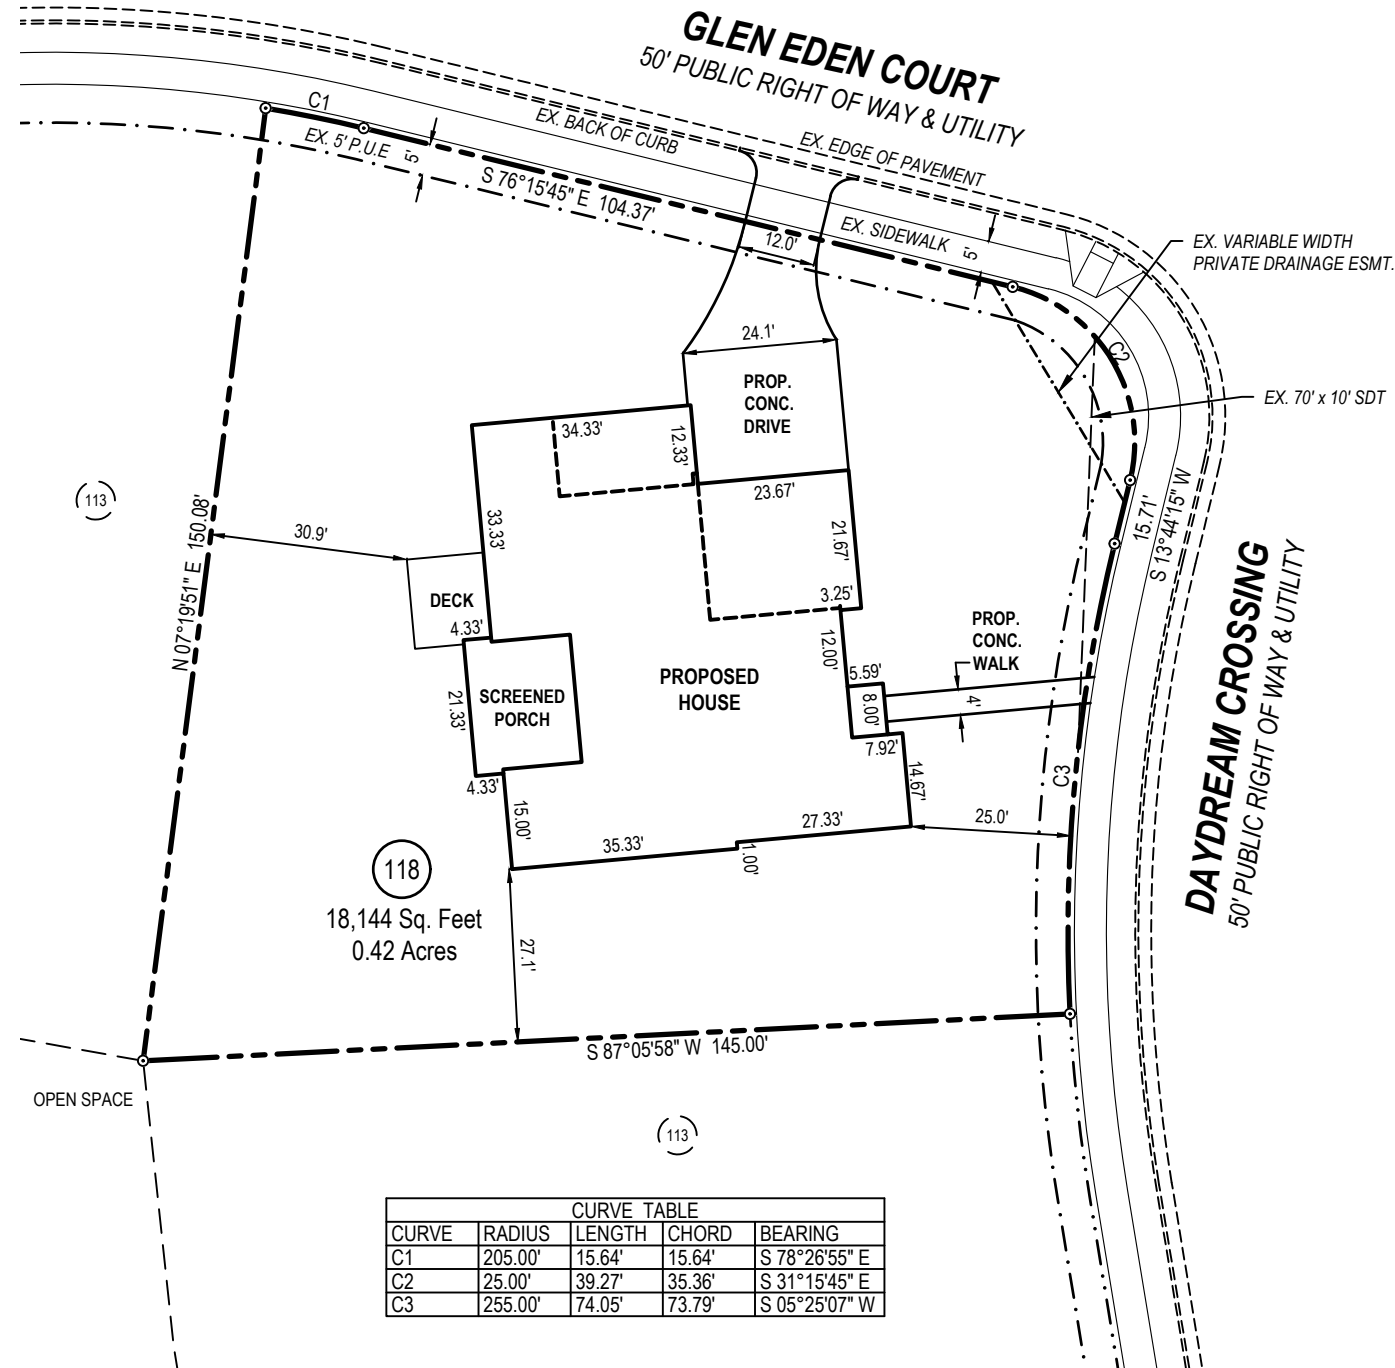 GLEN EDEN COURT
50' PUBLIC RIGHT OF WAY & UTILITY
C1
EX. 5' P.U.E
5'
EX. BACK OF CURB
EX. EDGE OF PAVEMENT
S 76°15'45" E 104.37'
12.0'
EX. SIDEWALK
5'
EX. VARIABLE WIDTH
PRIVATE DRAINAGE ESMT.
C2
EX. 70' x 10' SDT
24.1'
PROP.
CONC.
DRIVE
34.33'
12.33'
23.67'
113
N 07°19'51" E 150.08'
30.9'
33.33'
21.67'
3.25'
15.71'
S 13°44'15" W
DAYDREAM CROSSING
50' PUBLIC RIGHT OF WAY & UTILITY
DECK
4.33'
12.00'
PROP.
CONC.
WALK
5.59'
8.00'
4'
PROPOSED
HOUSE
SCREENED
PORCH
21.33'
7.92'
14.67'
C3
4.33'
15.00'
35.33'
1.00'
27.33'
25.0'
118
18,144 Sq. Feet
0.42 Acres
27.1'
S 87°05'58" W 145.00'
OPEN SPACE
113
CURVE TABLE
CURVE RADIUS LENGTH CHORD BEARING
C1 205.00' 15.64' 15.64' S 78°26'55" E
C2 25.00' 39.27' 35.36' S 31°15'45" E
C3 255.00' 74.05' 73.79' S 05°25'07" W